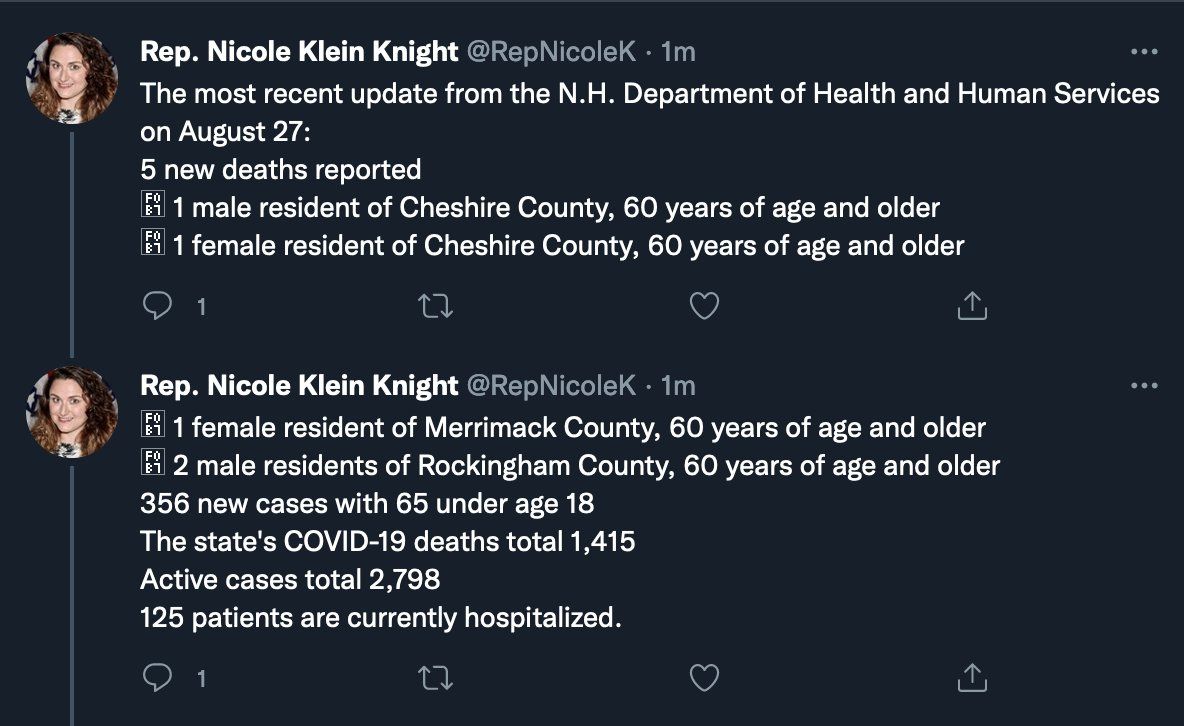 Rep. Nicole Klein Knight @RepNicoleK · 1m
The most recent update from the N.H. Department of Health and Human Services
on August 27:
5 new deaths reported
1 male resident of Cheshire County, 60 years of age and older
1 female resident of Cheshire County, 60 years of age and older
1
Rep. Nicole Klein Knight @RepNicoleK · 1m
1 female resident of Merrimack County, 60 years of age and older
2 male residents of Rockingham County, 60 years of age and older
356 new cases with 65 under age 18
The state's COVID-19 deaths total 1,415
Active cases total 2,798
125 patients are currently hospitalized.
1